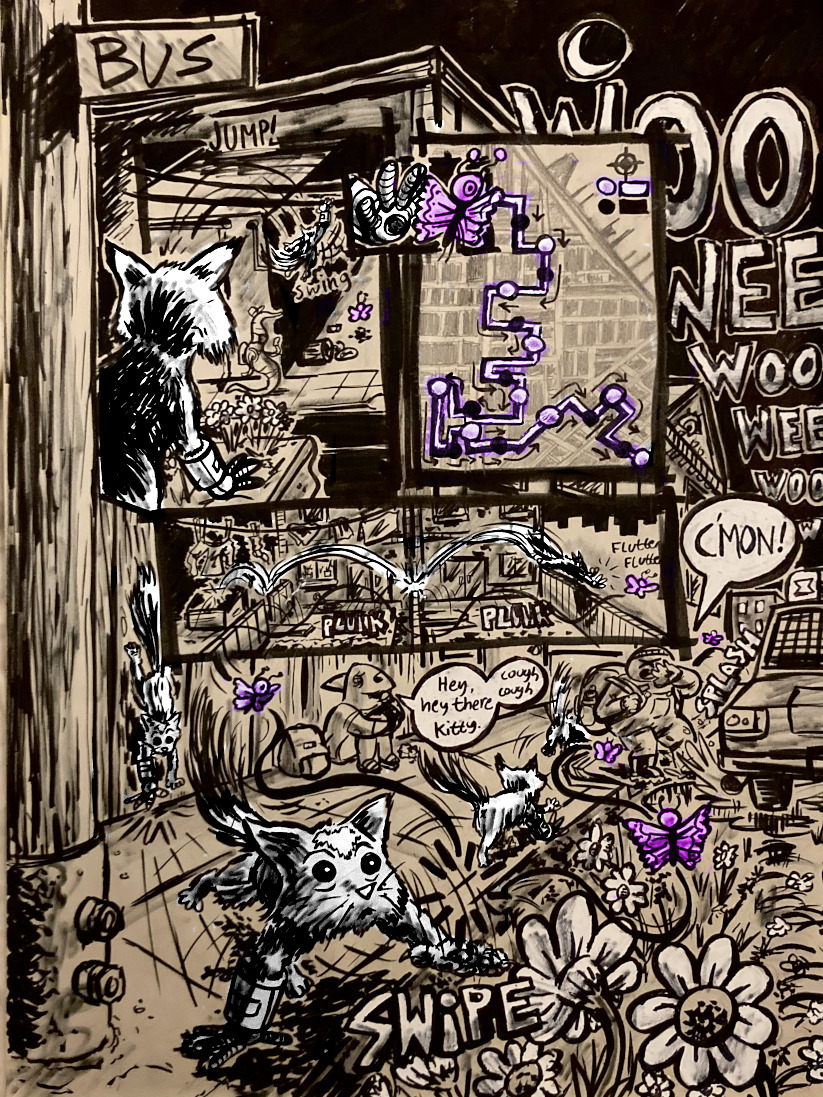 BUS
JUMP!
Swing
WOO
NEE
WOO
WEE
WOO
W
Flutter
Flutter
C'MON!
PLUNK
PLUNK
SPLASH
Hey,
hey there
Kitty.
cough
cough
SWiPE